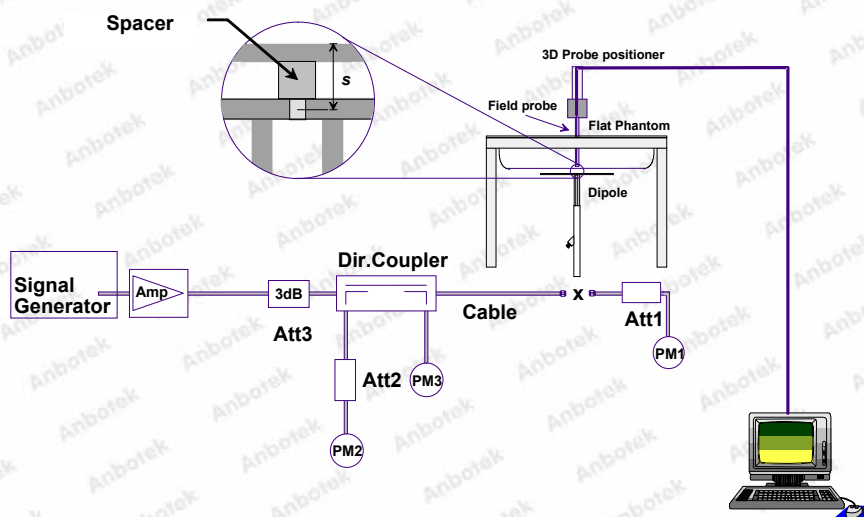 Spacer
s
3D Probe positioner
Field probe
Flat Phantom
Dipole
Signal
Generator
Amp
3dB
Att3
Dir.Coupler
Cable
x
Att1
PM1
Att2
PM3
PM2
Anbotek